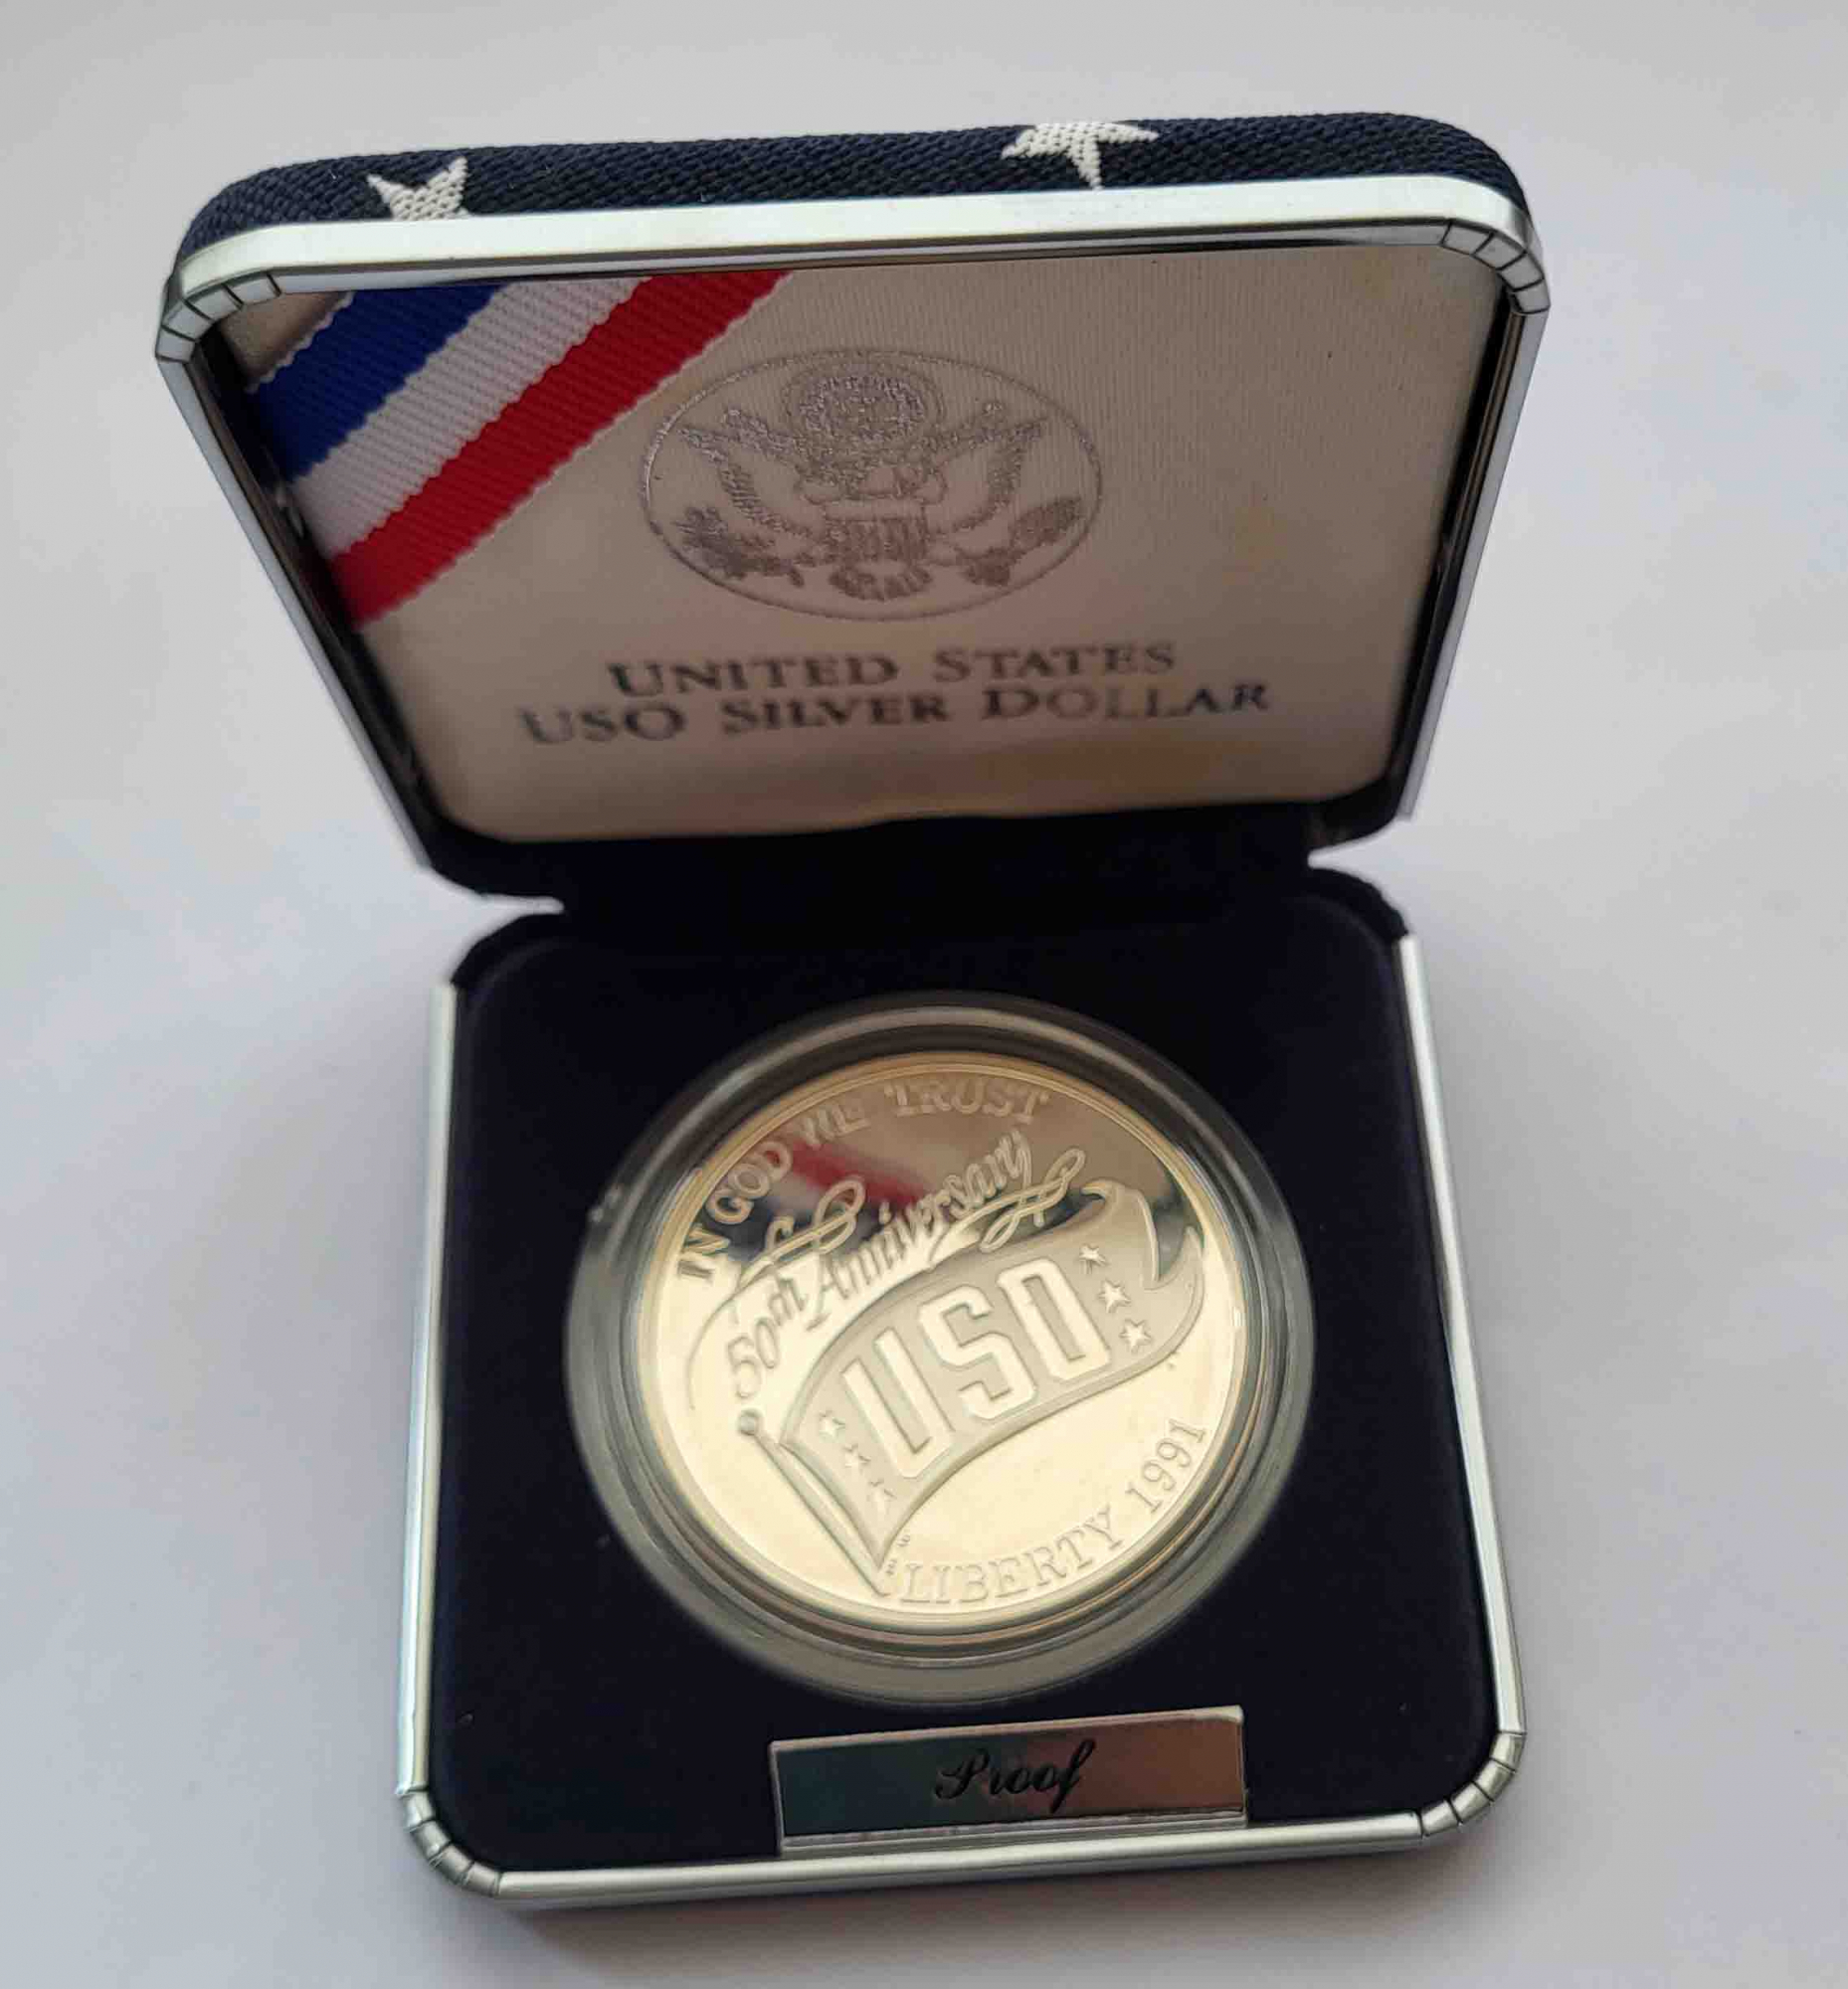 UNITED STATES
USO SILVER DOLLAR
IN GOD WE TRUST
50th Anniversary
USO
LIBERTY 1991
Proof